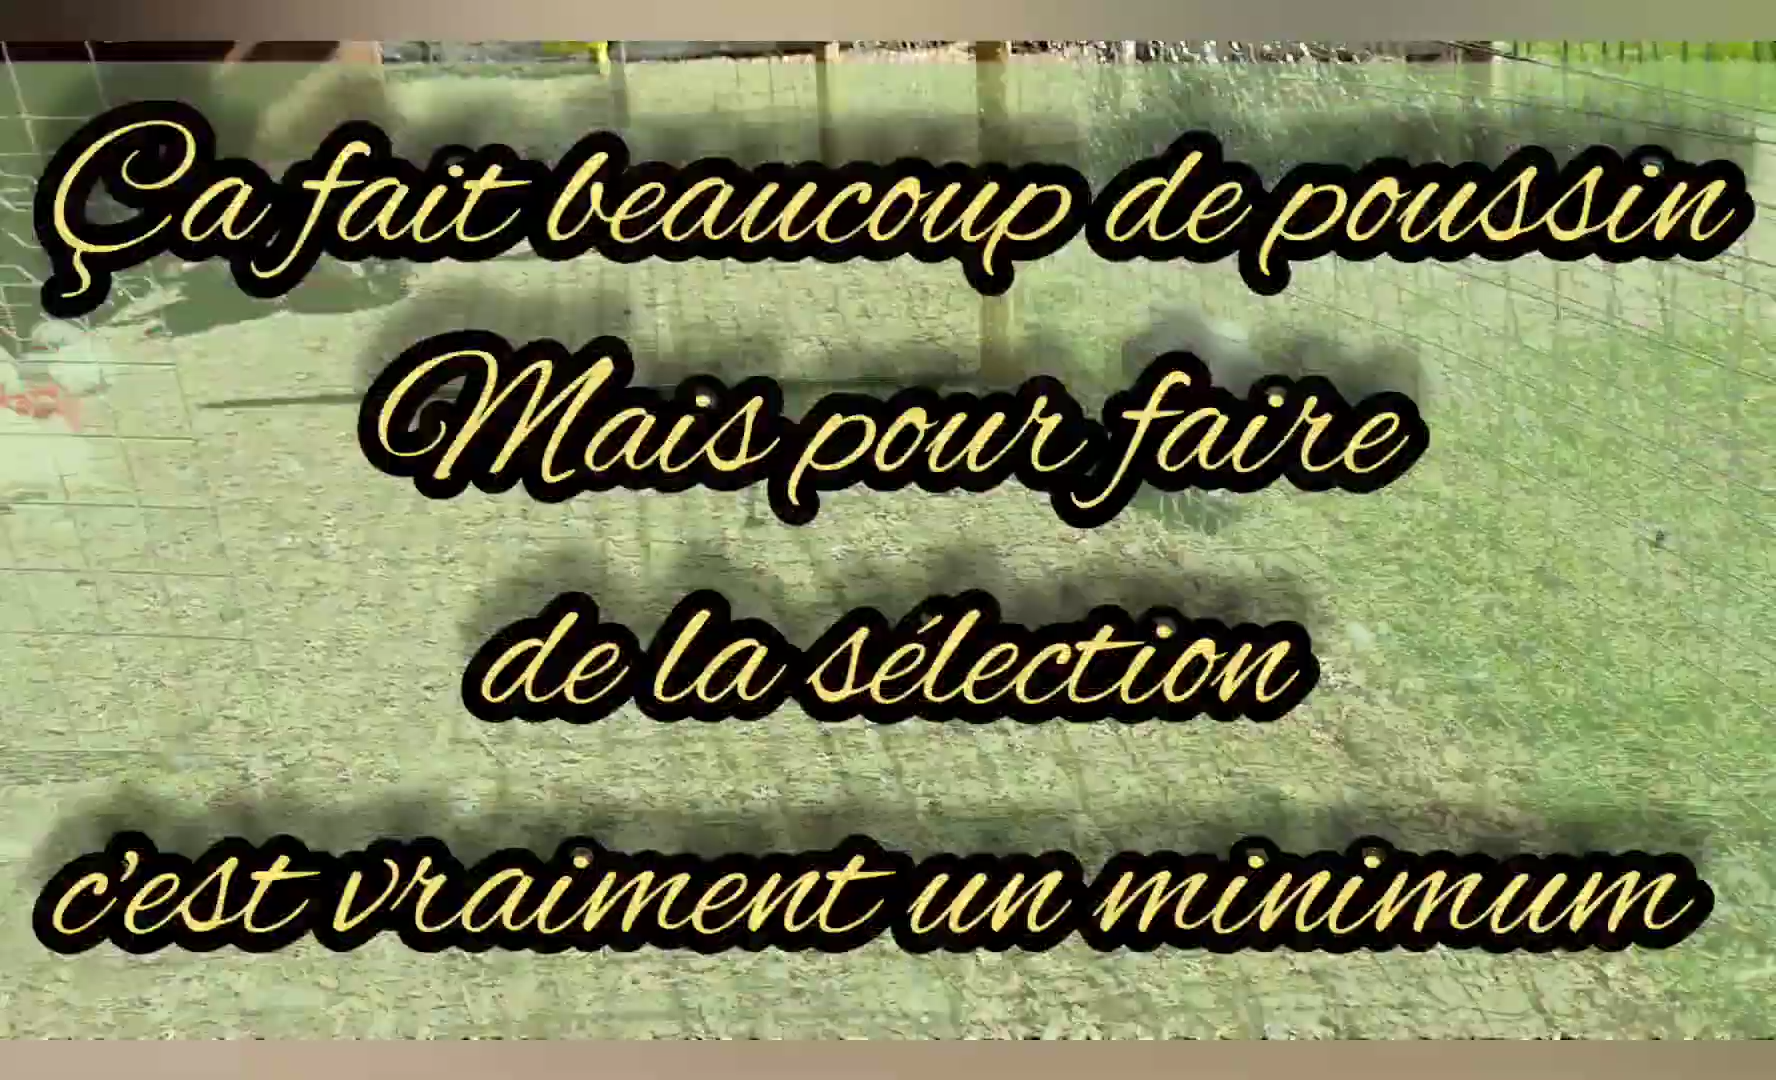 Ça fait beaucoup de poussin
Mais pour faire
de la sélection
c'est vraiment un minimum